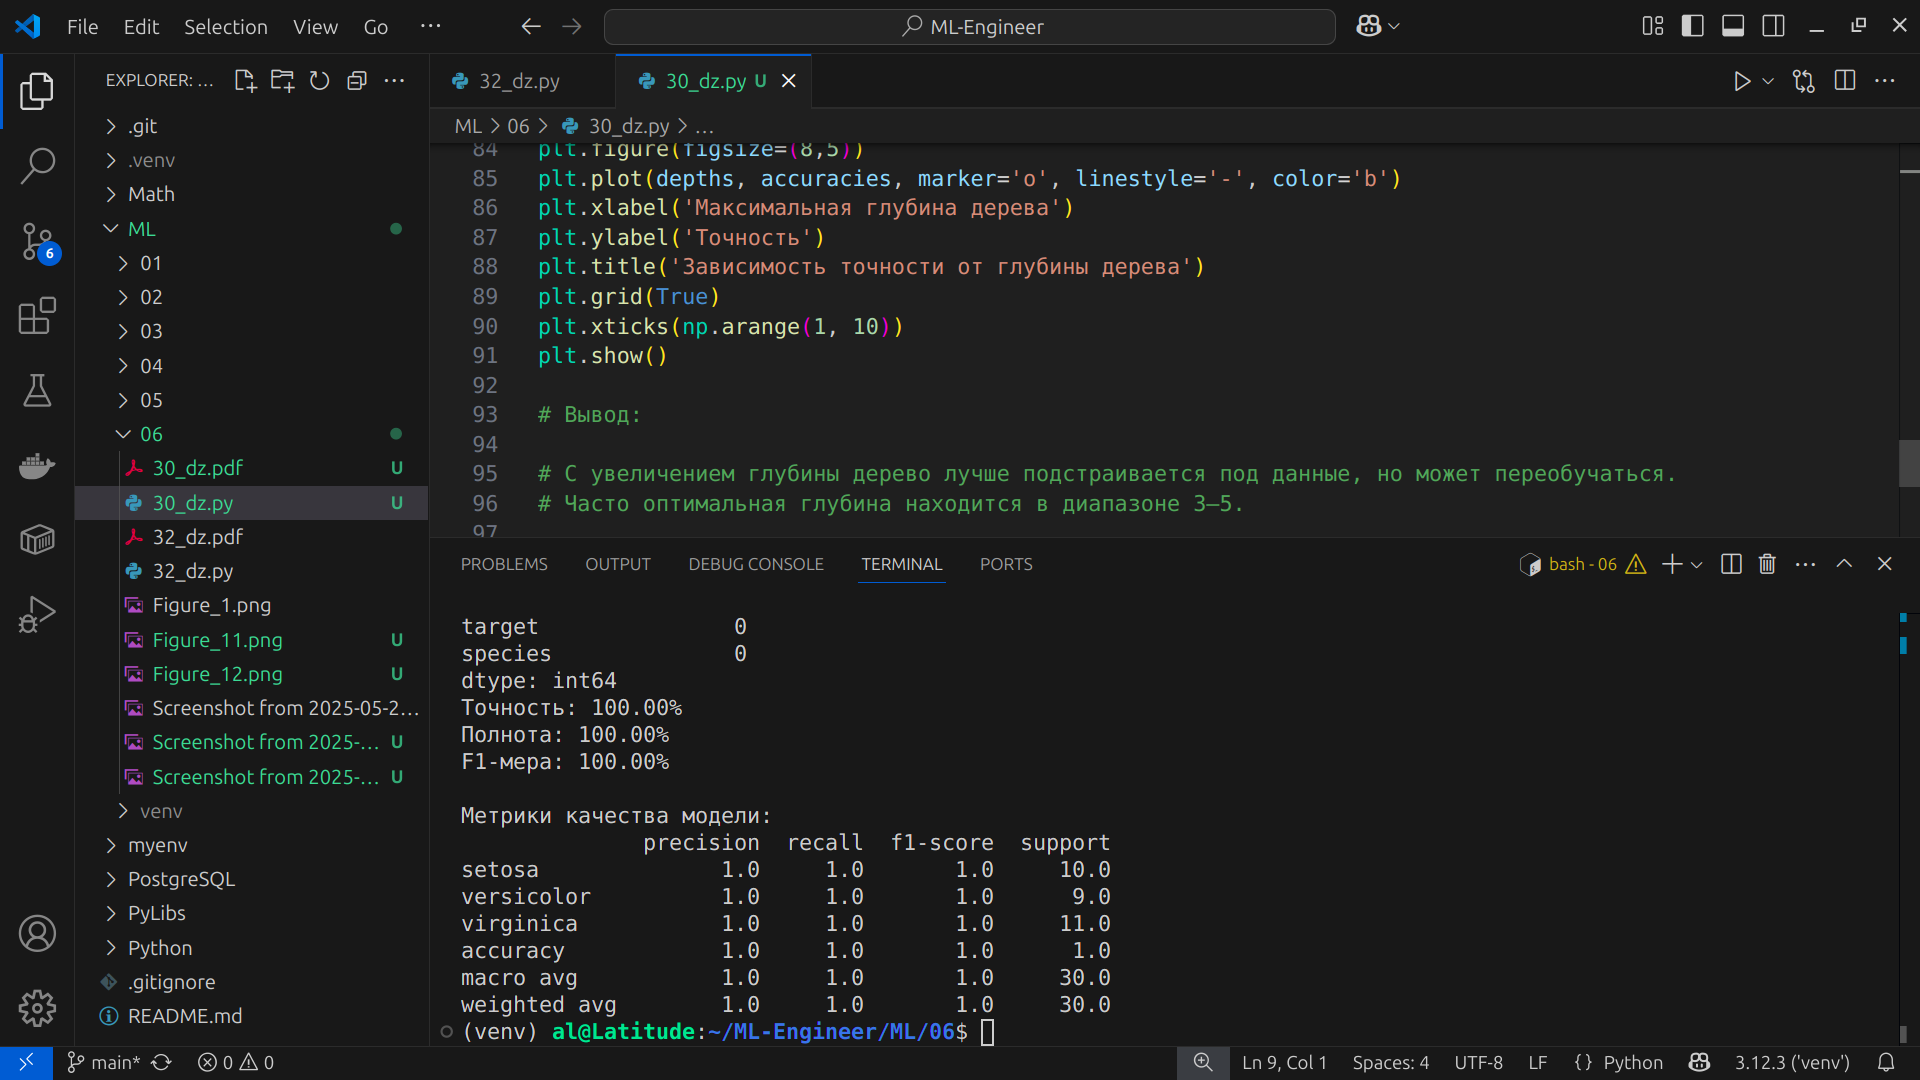 File Edit Selection View Go ··· ML-Engineer
EXPLORER: ...
.git
.venv
Math
ML
01
02
03
04
05
06
30_dz.pdf U
30_dz.py U
32_dz.pdf
32_dz.py
Figure_1.png
Figure_11.png U
Figure_12.png U
Screenshot from 2025-05-2...
Screenshot from 2025-... U
Screenshot from 2025-... U
venv
myenv
PostgreSQL
PyLibs
Python
.gitignore
README.md
6
32_dz.py
30_dz.py U
ML > 06 > 30_dz.py > ...
84 plt.figure(figsize=(8,5))
85 plt.plot(depths, accuracies, marker='o', linestyle='-', color='b')
86 plt.xlabel('Максимальная глубина дерева')
87 plt.ylabel('Точность')
88 plt.title('Зависимость точности от глубины дерева')
89 plt.grid(True)
90 plt.xticks(np.arange(1, 10))
91 plt.show()
92
93 # Вывод:
94
95 # С увеличением глубины дерево лучше подстраивается под данные, но может переобучаться.
96 # Часто оптимальная глубина находится в диапазоне 3–5.
97
PROBLEMS OUTPUT DEBUG CONSOLE TERMINAL PORTS bash - 06
target 0
species 0
dtype: int64
Точность: 100.00%
Полнота: 100.00%
F1-мера: 100.00%
Метрики качества модели:
precision recall f1-score support
setosa 1.0 1.0 1.0 10.0
versicolor 1.0 1.0 1.0 9.0
virginica 1.0 1.0 1.0 11.0
accuracy 1.0 1.0 1.0 1.0
macro avg 1.0 1.0 1.0 30.0
weighted avg 1.0 1.0 1.0 30.0
(venv) al@Latitude:~/ML-Engineer/ML/06$
main* 0 0 Ln 9, Col 1 Spaces: 4 UTF-8 LF {} Python 3.12.3 ('venv')